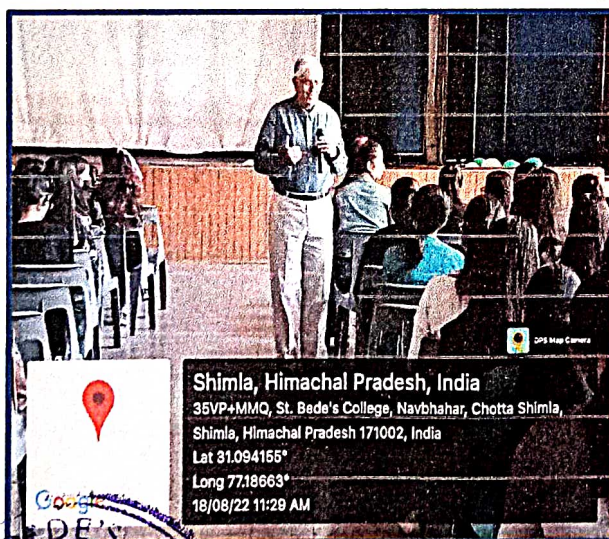 GPS Map Camera
Shimla, Himachal Pradesh, India
35VP+MMQ, St. Bede's College, Navbhahar, Chotta Shimla,
Shimla, Himachal Pradesh 171002, India
Lat 31.094155°
Long 77.18663°
18/08/22 11:29 AM
Google
DE'S